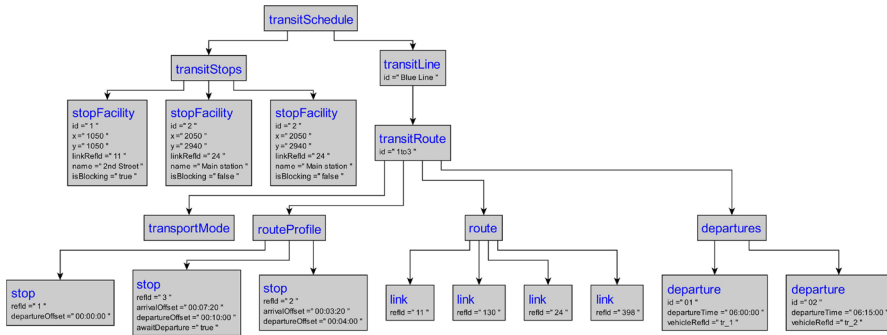 transitSchedule
transitStops
transitLine
id =" Blue Line "
stopFacility
id =" 1 "
x =" 1050 "
y =" 1050 "
linkRefId =" 11 "
name =" 2nd Street "
isBlocking =" true "
stopFacility
id =" 2 "
x =" 2050 "
y =" 2940 "
linkRefId =" 24 "
name =" Main station "
isBlocking =" false "
stopFacility
id =" 2 "
x =" 2050 "
y =" 2940 "
linkRefId =" 24 "
name =" Main station "
isBlocking =" false "
transitRoute
id =" 1to3 "
transportMode
routeProfile
route
departures
stop
refId =" 1 "
departureOffset =" 00:00:00 "
stop
refId =" 3 "
arrivalOffset =" 00:07:20 "
departureOffset =" 00:10:00 "
awaitDeparture =" true "
stop
refId =" 2 "
arrivalOffset =" 00:03:20 "
departureOffset =" 00:04:00 "
link
refId =" 11 "
link
refId =" 130 "
link
refId =" 24 "
link
refId =" 398 "
departure
id =" 01 "
departureTime =" 06:00:00 "
vehicleRefId =" tr_1 "
departure
id =" 02 "
departureTime =" 06:15:00 "
vehicleRefId =" tr_2 "